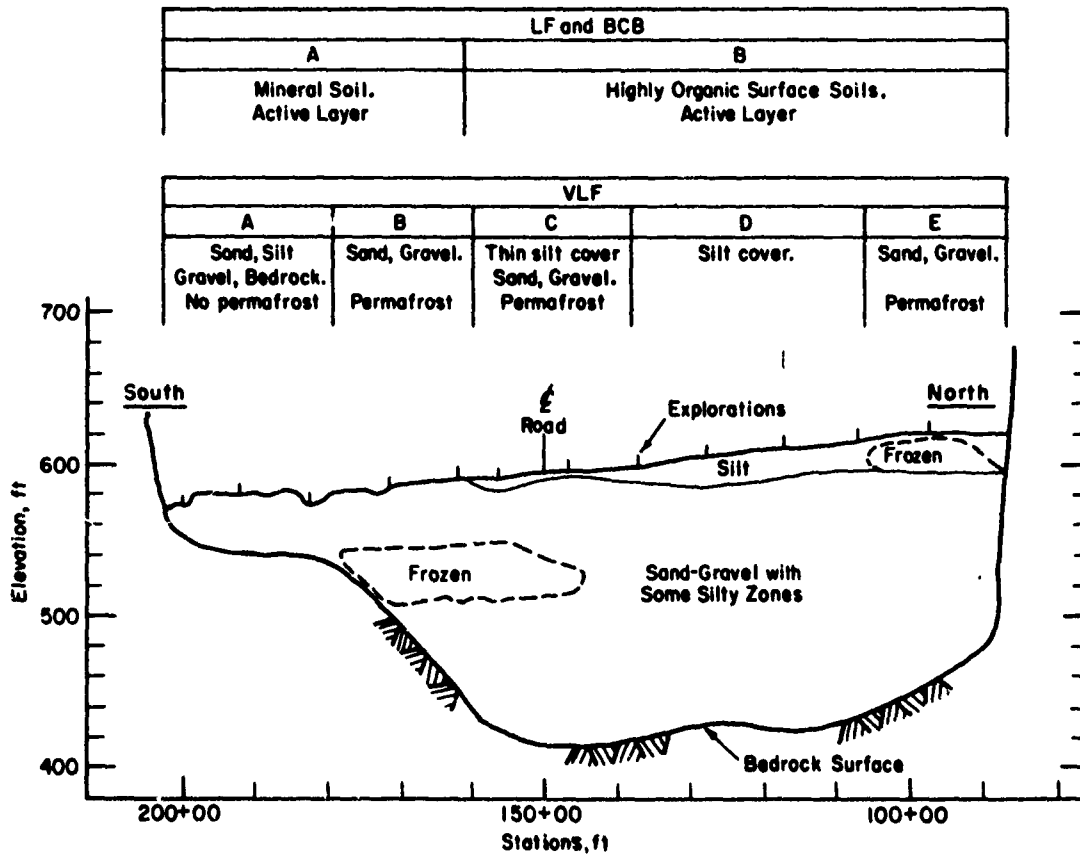 LF and BCB
A
B
Mineral Soil.
Active Layer
Highly Organic Surface Soils.
Active Layer
VLF
A
B
C
D
E
Sand, Silt
Gravel, Bedrock.
No permafrost
Sand, Gravel.
Permafrost
Thin silt cover
Sand, Gravel.
Permafrost
Silt cover.
Sand, Gravel.
Permafrost
700
600
500
400
Elevation, ft
South
North
℄
Road
Explorations
Silt
Frozen
Frozen
Sand-Gravel with
Some Silty Zones
Bedrock Surface
200+00
150+00
100+00
Stations, ft